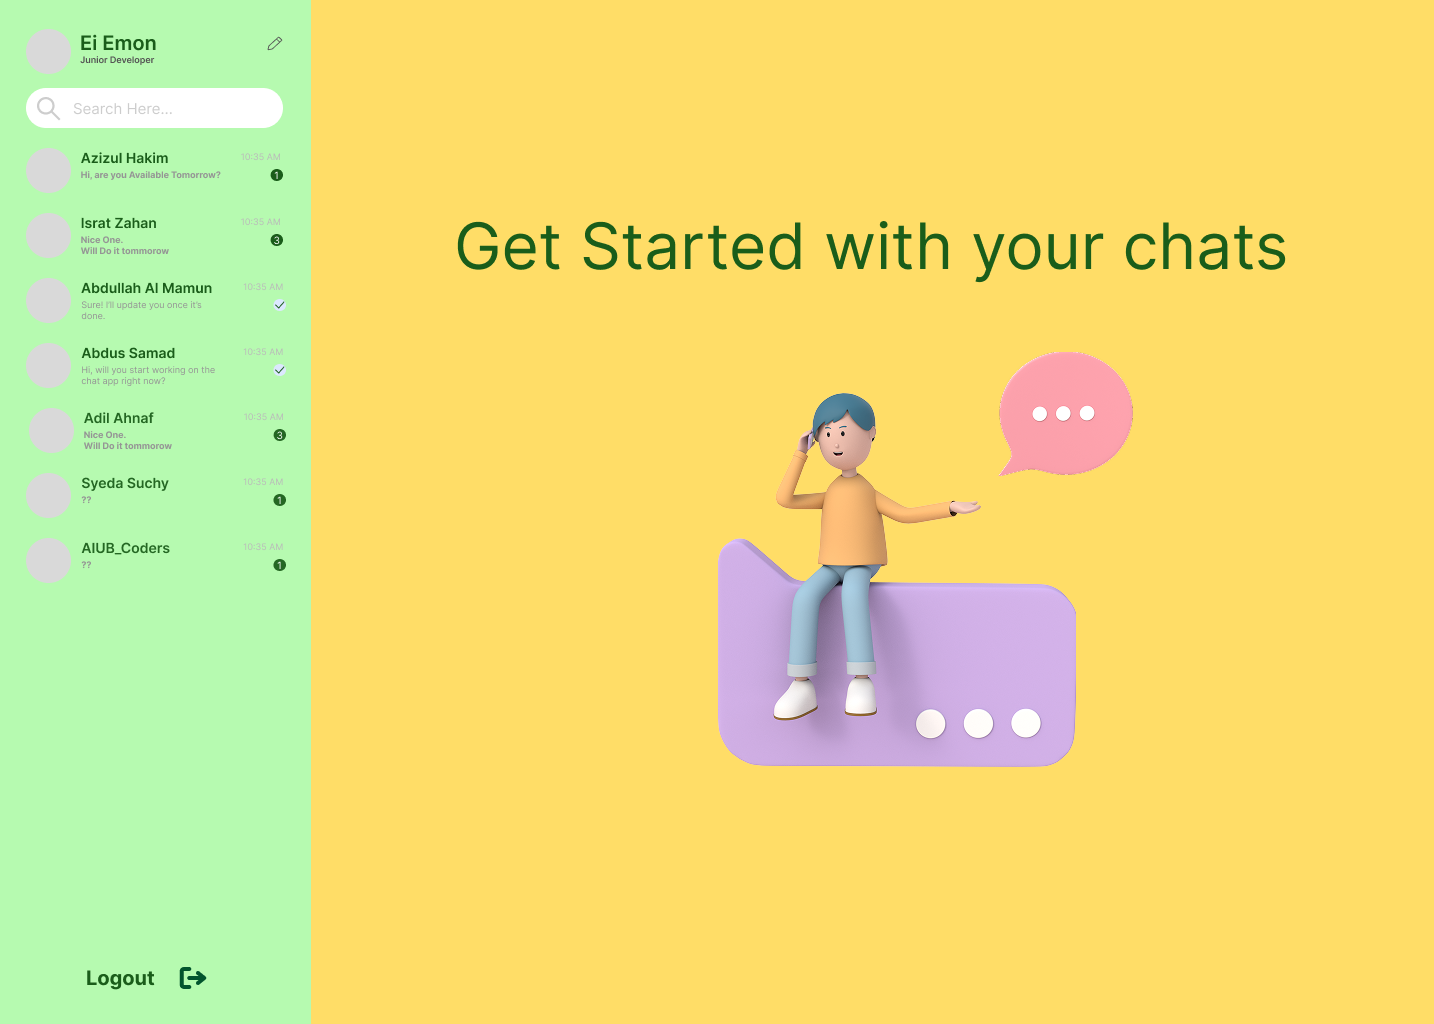 Ei Emon
Junior Developer
Search Here...
Azizul Hakim
10:35 AM
Hi, are you Available Tomorrow?
1
Israt Zahan
10:35 AM
Nice One.
3
Will Do it tommorow
Abdullah Al Mamun
10:35 AM
Sure! I'll update you once it's
done.
Abdus Samad
10:35 AM
Hi, will you start working on the
chat app right now?
Adil Ahnaf
10:35 AM
Nice One.
3
Will Do it tommorow
Syeda Suchy
10:35 AM
??
1
AIUB_Coders
10:35 AM
??
1
Logout
Get Started with your chats